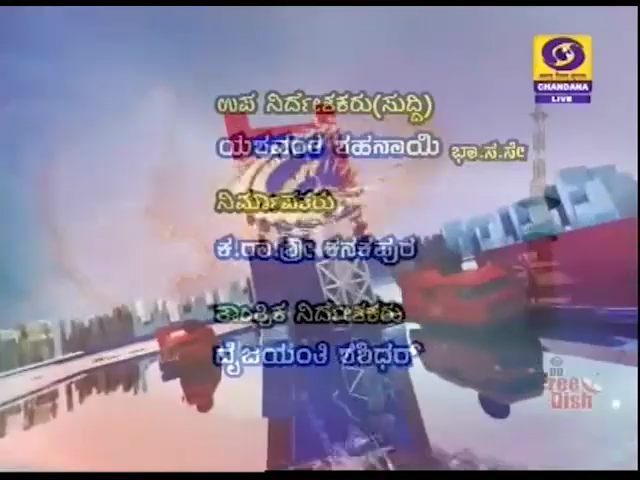 CHANDANA
LIVE
ಉಪ ನಿರ್ದೇಶಕರು(ಸುದ್ದಿ)
ಯಶವಂತ ಶಹನಾಯಿ ಭಾ.ಸ.ಸೇ
ನಿರ್ಮಾಪಕರು
ಕ.ಗಾ.ಶ್ರೀ ಕನಕಪುರ
ತಾಂತ್ರಿಕ ನಿರ್ದೇಶಕರು
ವೈಜಯಂತಿ ಶಶಿಧರ್
DD
Free
Dish